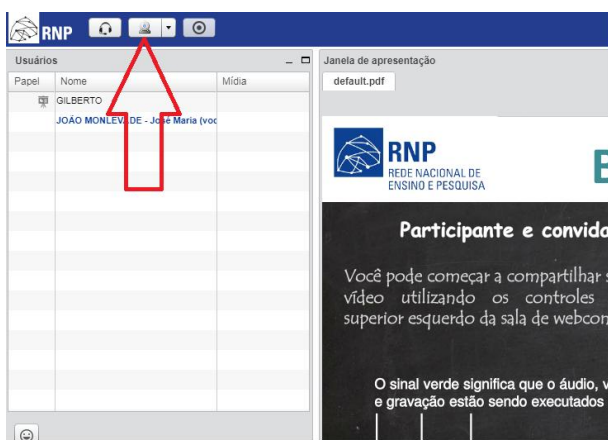 RNP
Usuários
Papel Nome Mídia
GILBERTO
JOÃO MONLEVADE - José Maria (voc
Janela de apresentação
default.pdf
RNP
REDE NACIONAL DE
ENSINO E PESQUISA
Participante e convida
Você pode começar a compartilhar s
vídeo utilizando os controles
superior esquerdo da sala de webcon
O sinal verde significa que o áudio, v
e gravação estão sendo executados